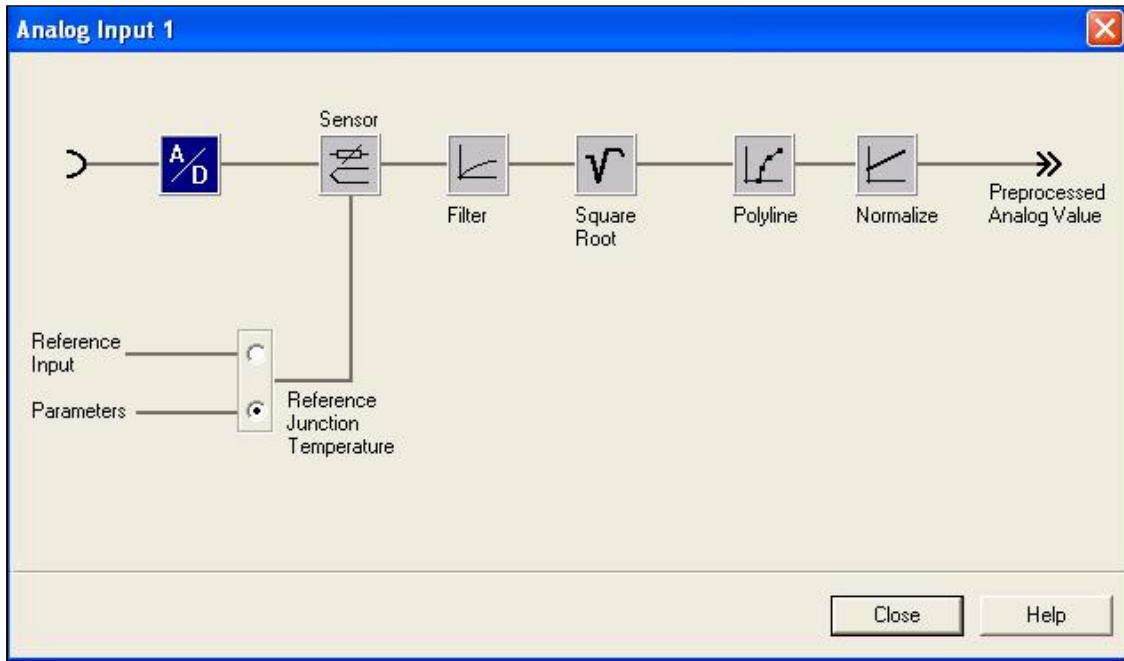 Analog Input 1
Sensor
A/D
Filter
Square
Root
Polyline
Normalize
Preprocessed
Analog Value
Reference
Input
Parameters
Reference
Junction
Temperature
Close
Help